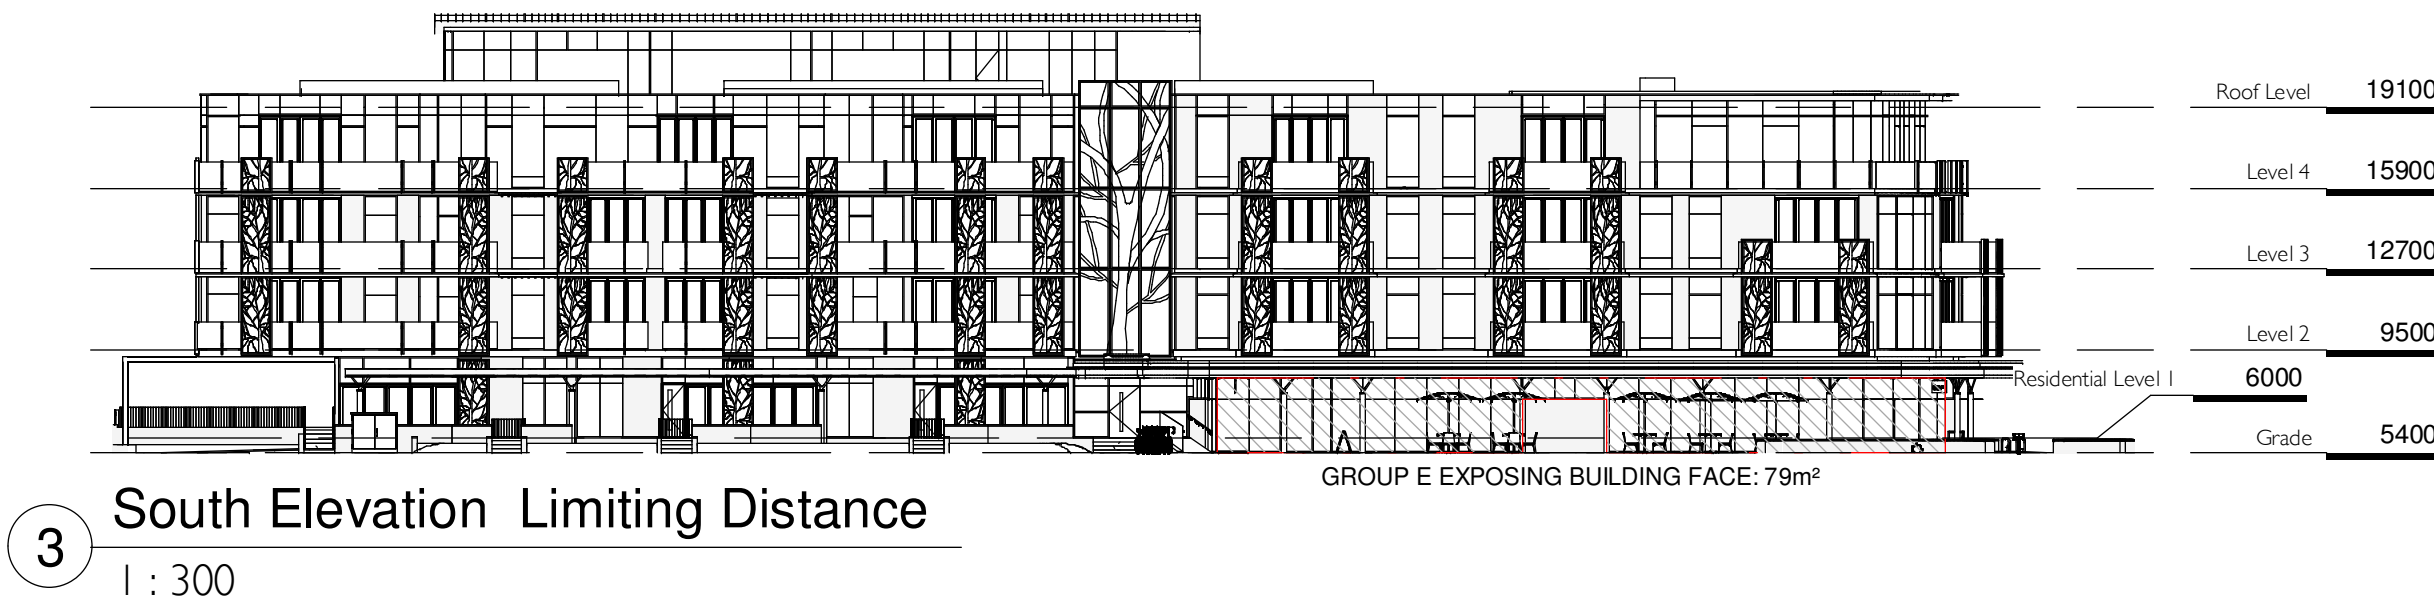 Roof Level 19100
Level 4 15900
Level 3 12700
Level 2 9500
Residential Level 1 6000
Grade 5400
GROUP E EXPOSING BUILDING FACE: 79m²
3 South Elevation Limiting Distance
1 : 300